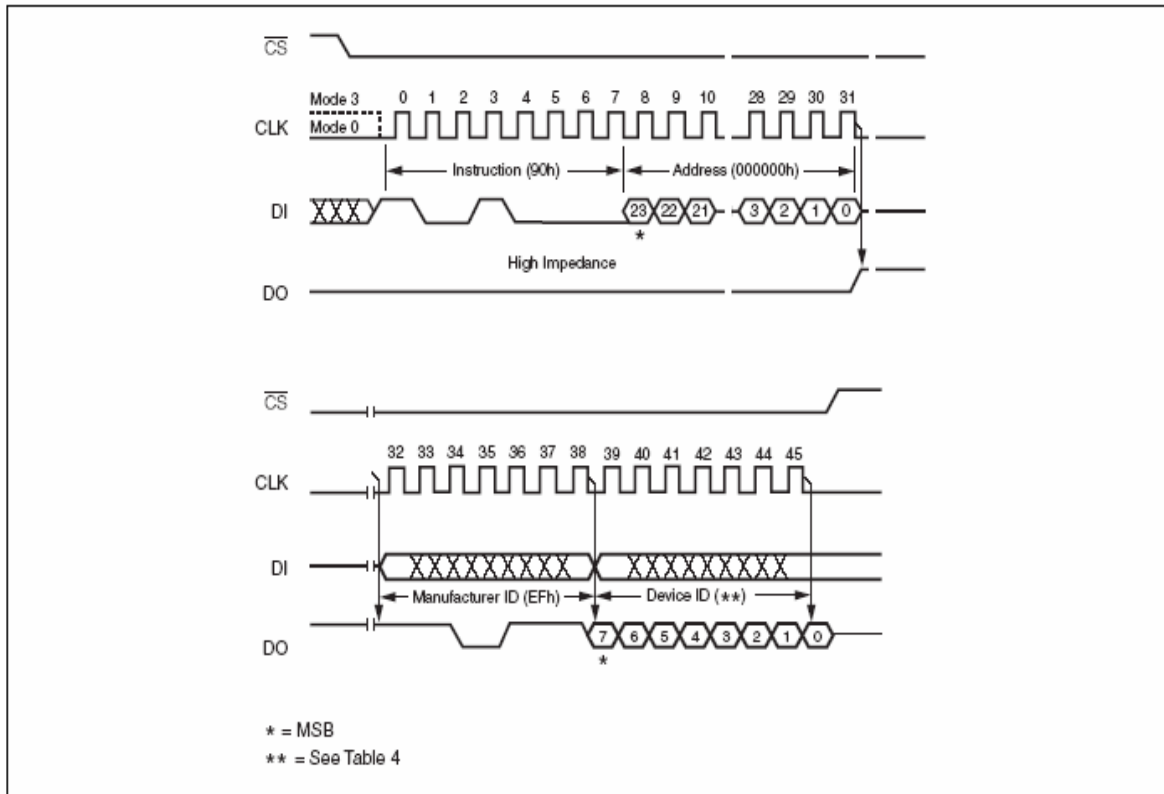 CS
Mode 3 0 1 2 3 4 5 6 7 8 9 10 28 29 30 31
CLK Mode 0
Instruction (90h) Address (000000h)
DI 23 22 21 3 2 1 0
*
High Impedance
DO
CS
32 33 34 35 36 37 38 39 40 41 42 43 44 45
CLK
DI
Manufacturer ID (EFh) Device ID (**)
DO 7 6 5 4 3 2 1 0
*
* = MSB
** = See Table 4